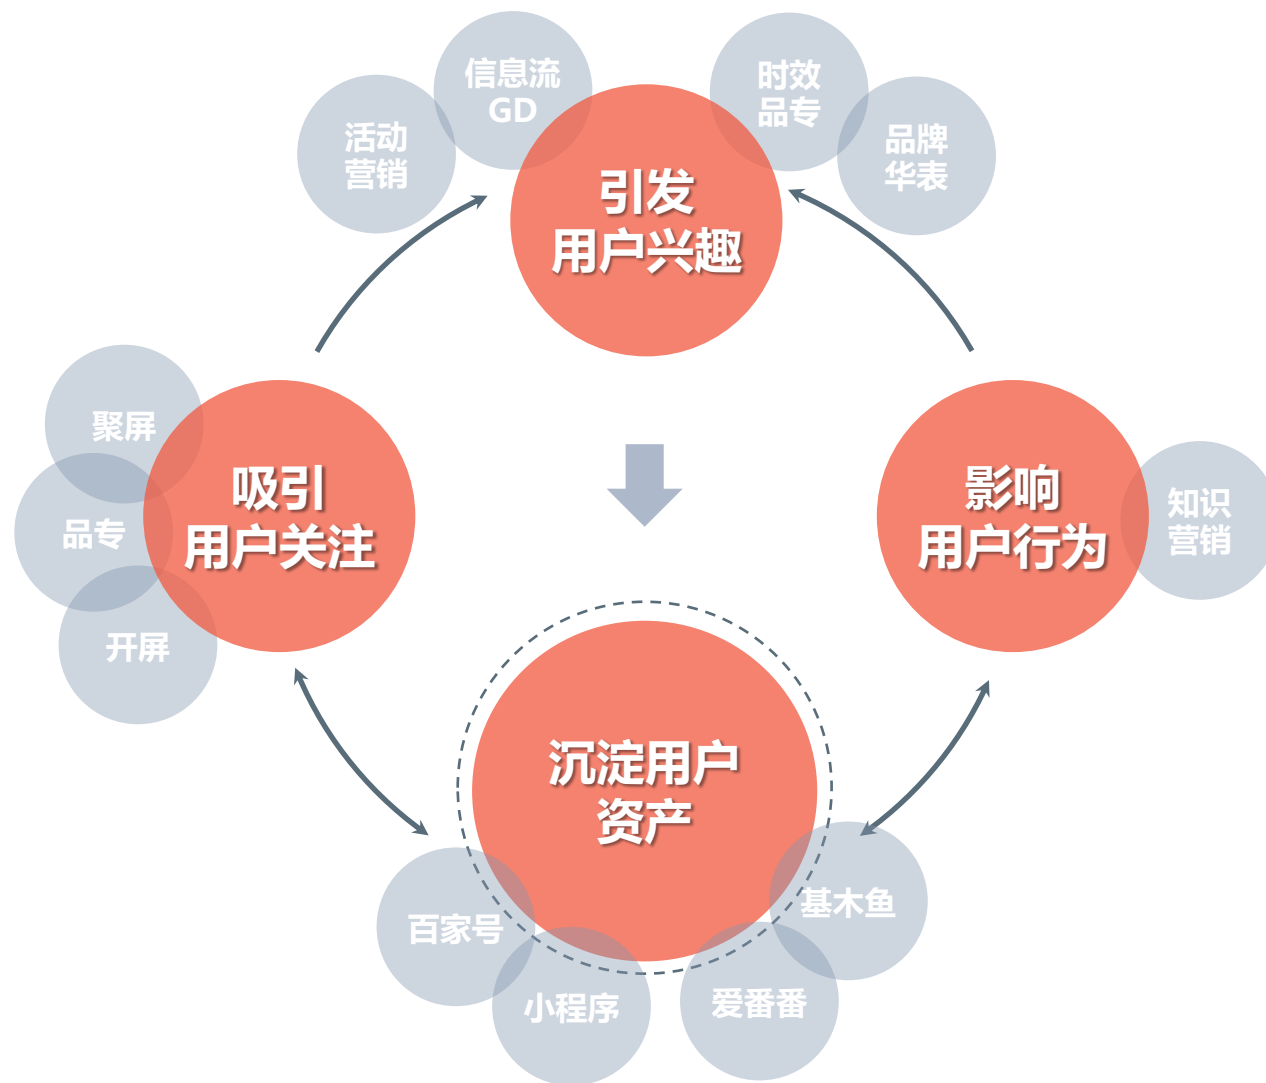 信息流
GD
时效
品专
活动
营销
品牌
华表
引发
用户兴趣
聚屏
品专
开屏
吸引
用户关注
影响
用户行为
知识
营销
沉淀用户
资产
百家号
小程序
爱番番
基木鱼